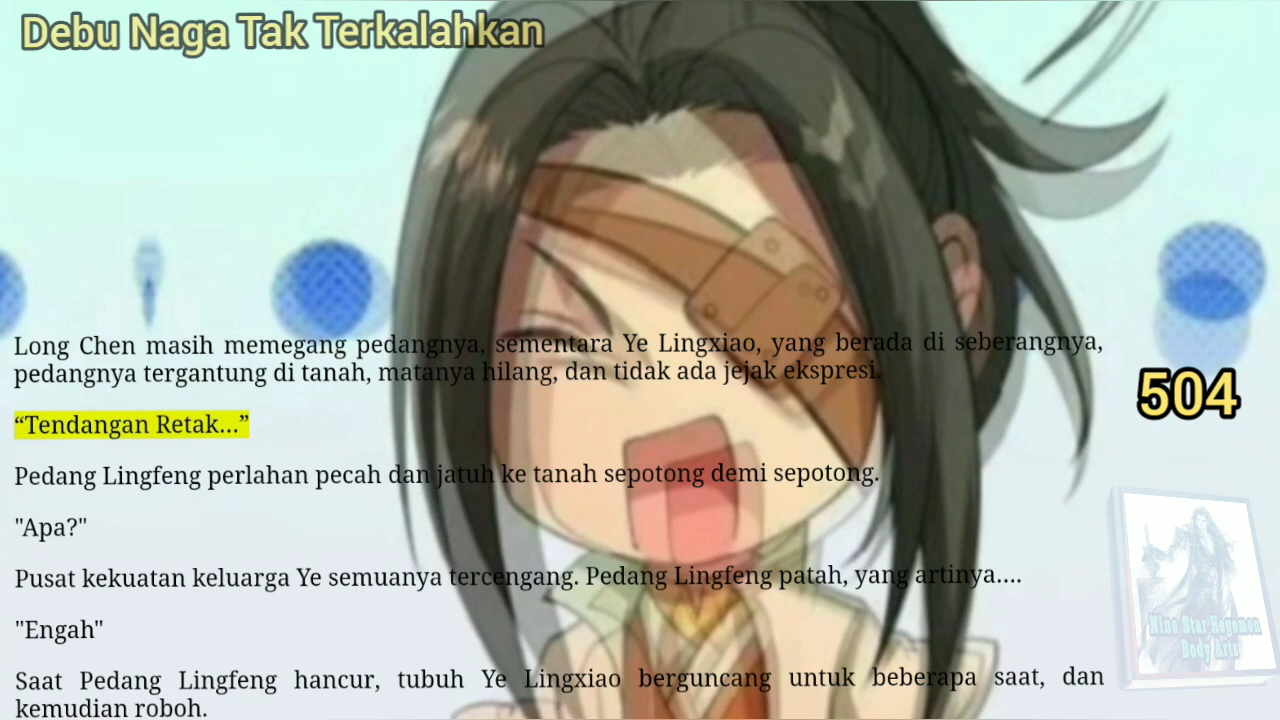 Debu Naga Tak Terkalahkan
Long Chen masih memegang pedangnya, sementara Ye Lingxiao, yang berada di seberangnya,
pedangnya tergantung di tanah, matanya hilang, dan tidak ada jejak ekspresi.
504
“Tendangan Retak…”
Pedang Lingfeng perlahan pecah dan jatuh ke tanah sepotong demi sepotong.
"Apa?"
Pusat kekuatan keluarga Ye semuanya tercengang. Pedang Lingfeng patah, yang artinya….
"Engah"
Nine Star Hegemon
Body Arts
Saat Pedang Lingfeng hancur, tubuh Ye Lingxiao berguncang untuk beberapa saat, dan
kemudian roboh.